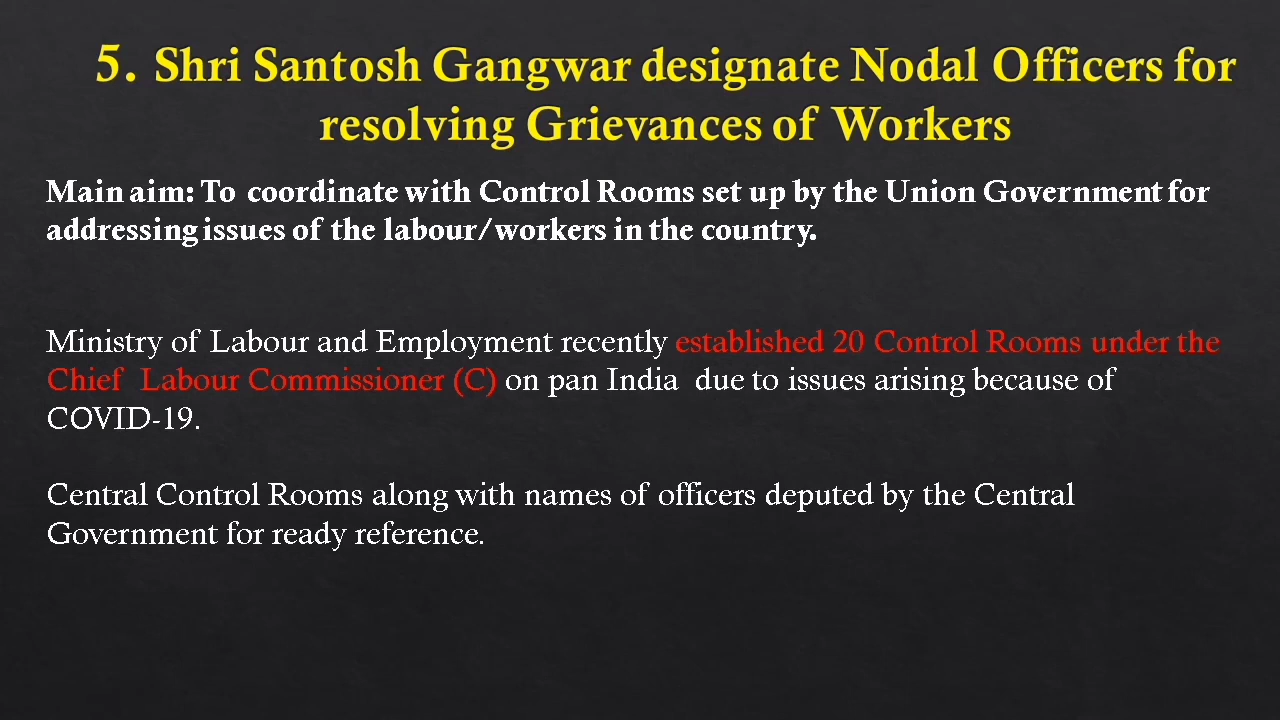 5. Shri Santosh Gangwar designate Nodal Officers for
resolving Grievances of Workers
Main aim: To coordinate with Control Rooms set up by the Union Government for
addressing issues of the labour/workers in the country.
Ministry of Labour and Employment recently established 20 Control Rooms under the
Chief Labour Commissioner (C) on pan India due to issues arising because of
COVID-19.
Central Control Rooms along with names of officers deputed by the Central
Government for ready reference.